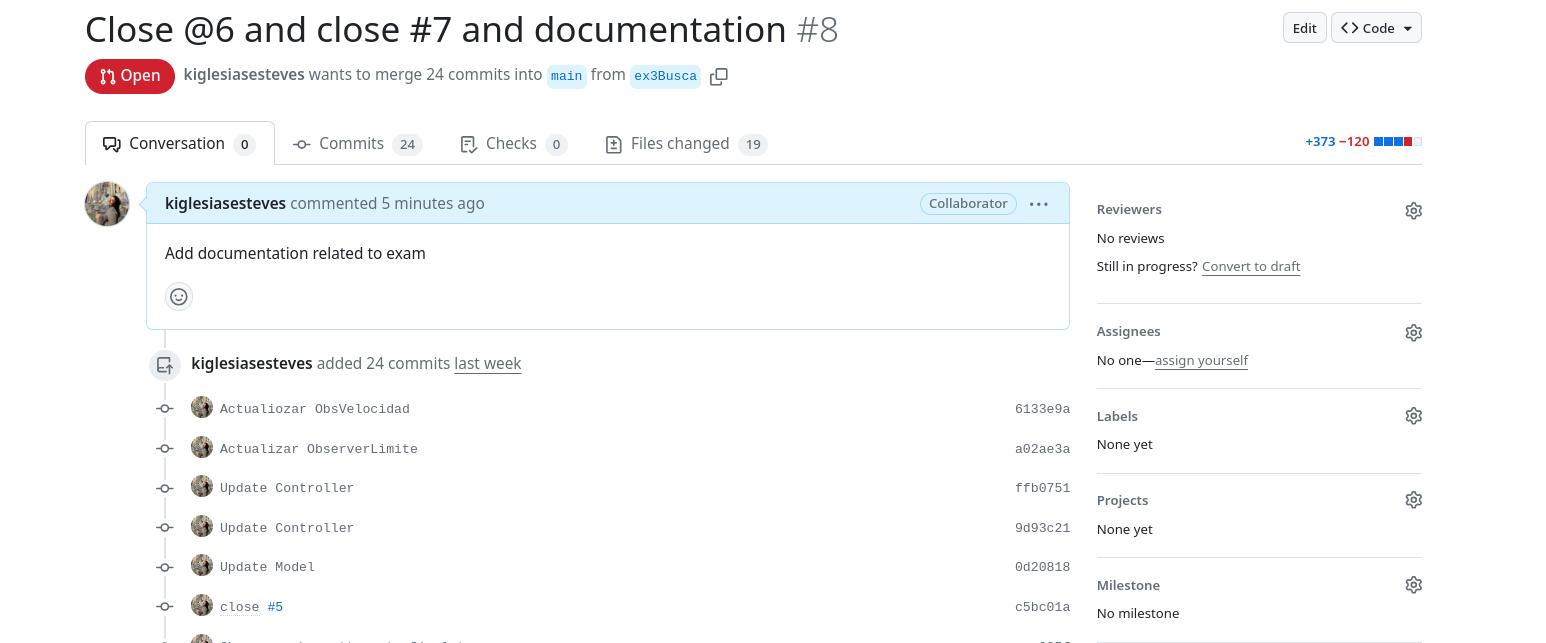 Close @6 and close #7 and documentation #8
Edit
Code
Open
kiglesiasesteves wants to merge 24 commits into main from ex3Busca
Conversation 0
Commits 24
Checks 0
Files changed 19
+373 −120
kiglesiasesteves commented 5 minutes ago
Collaborator
Add documentation related to exam
kiglesiasesteves added 24 commits last week
Actualiozar ObsVelocidad 6133e9a
Actualizar ObserverLimite a02ae3a
Update Controller ffb0751
Update Controller 9d93c21
Update Model 0d20818
close #5 c5bc01a
Reviewers
No reviews
Still in progress? Convert to draft
Assignees
No one—assign yourself
Labels
None yet
Projects
None yet
Milestone
No milestone